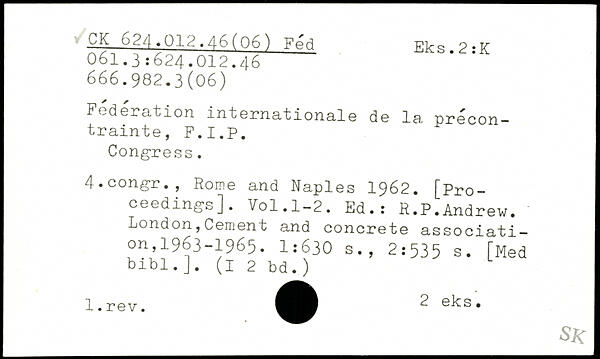 CK 624.012.46(06) Féd Eks.2:K
061.3:624.012.46
666.982.3(06)
Fédération internationale de la précon-
trainte, F.I.P.
Congress.
4.congr., Rome and Naples 1962. [Pro-
ceedings]. Vol.1-2. Ed.: R.P.Andrew.
London,Cement and concrete associati-
on,1963-1965. 1:630 s., 2:535 s. [Med
bibl.]. (I 2 bd.)
1.rev. 2 eks.
SK